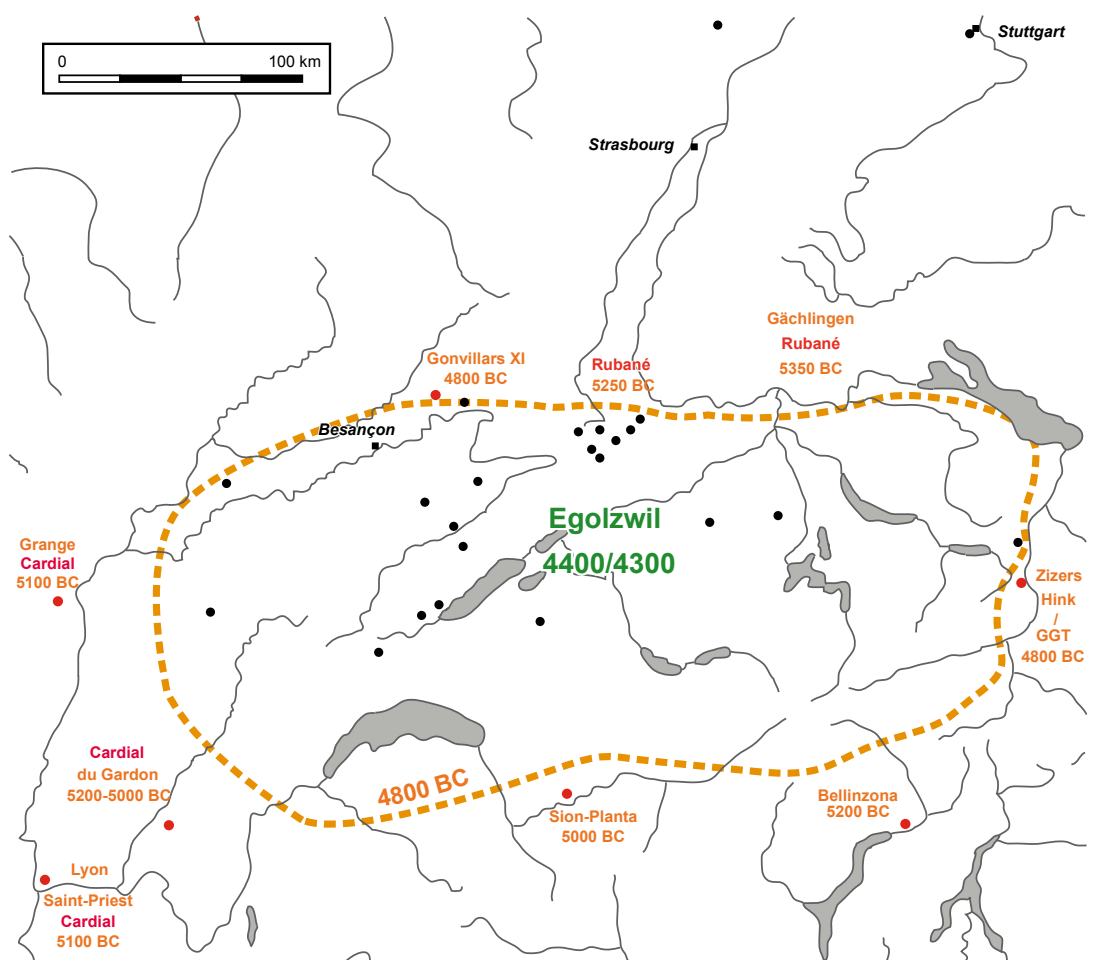 0 100 km
Stuttgart
Strasbourg
Gächlingen
Rubané
5350 BC
Gonvillars XI
4800 BC
Rubané
5250 BC
Besançon
Egolzwil
4400/4300
Grange
Cardial
5100 BC
Zizers
Hink
/
GGT
4800 BC
Cardial
du Gardon
5200-5000 BC
4800 BC
Sion-Planta
5000 BC
Bellinzona
5200 BC
Lyon
Saint-Priest
Cardial
5100 BC